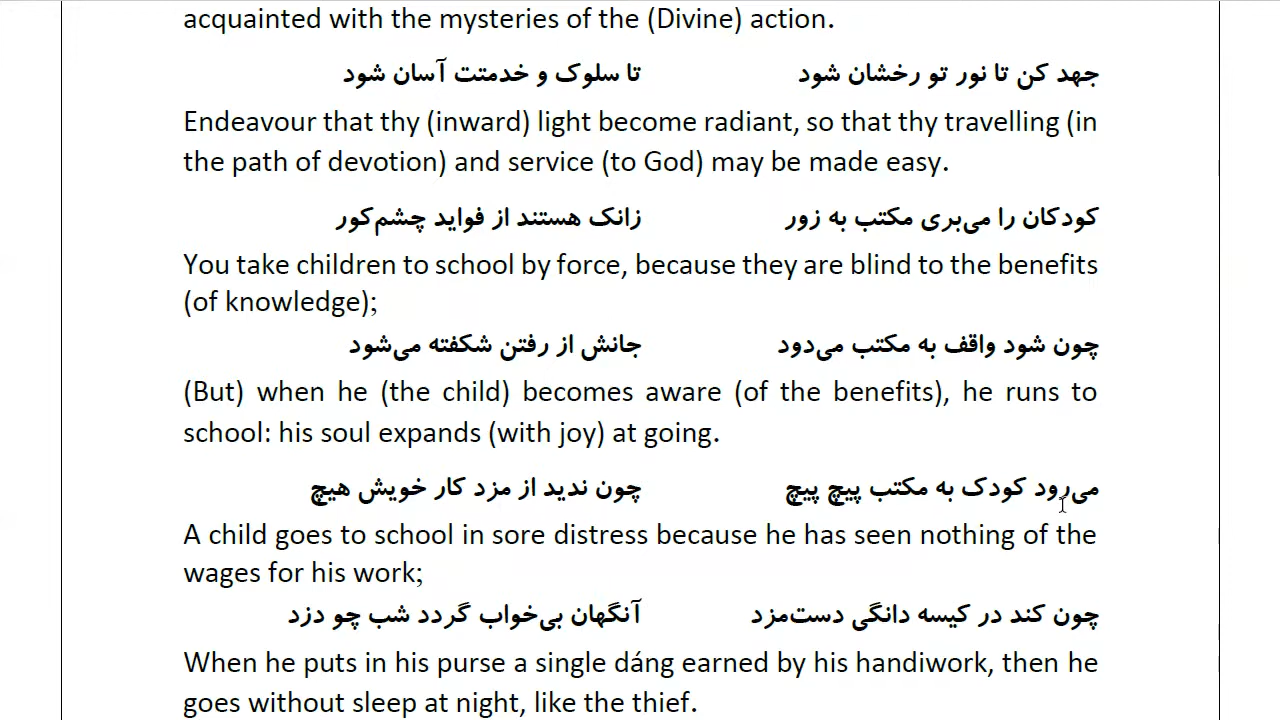 acquainted with the mysteries of the (Divine) action.
جهد کن تا نور تو رخشان شود تا سلوک و خدمتت آسان شود
Endeavour that thy (inward) light become radiant, so that thy travelling (in
the path of devotion) and service (to God) may be made easy.
کودکان را می‌بری مکتب به زور زانک هستند از فواید چشم‌کور
You take children to school by force, because they are blind to the benefits
(of knowledge);
چون شود واقف به مکتب می‌دود جانش از رفتن شکفته می‌شود
(But) when he (the child) becomes aware (of the benefits), he runs to
school: his soul expands (with joy) at going.
می‌رود کودک به مکتب پیچ پیچ چون ندید از مزد کار خویش هیچ
A child goes to school in sore distress because he has seen nothing of the
wages for his work;
چون کند در کیسه دانگی دست‌مزد آنگهان بی‌خواب گردد شب چو دزد
When he puts in his purse a single dáng earned by his handiwork, then he
goes without sleep at night, like the thief.